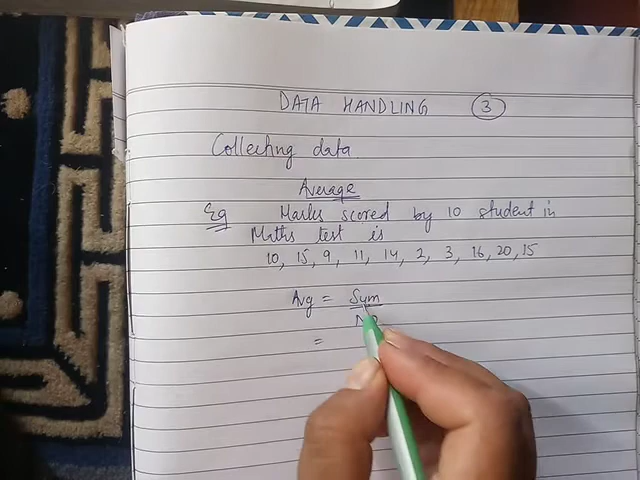 DATA HANDLING 3
Collecting data
Average
Eg Marks scored by 10 student in
Maths test is
10, 15, 9, 11, 14, 2, 3, 16, 20, 15
Avg = Sum
=